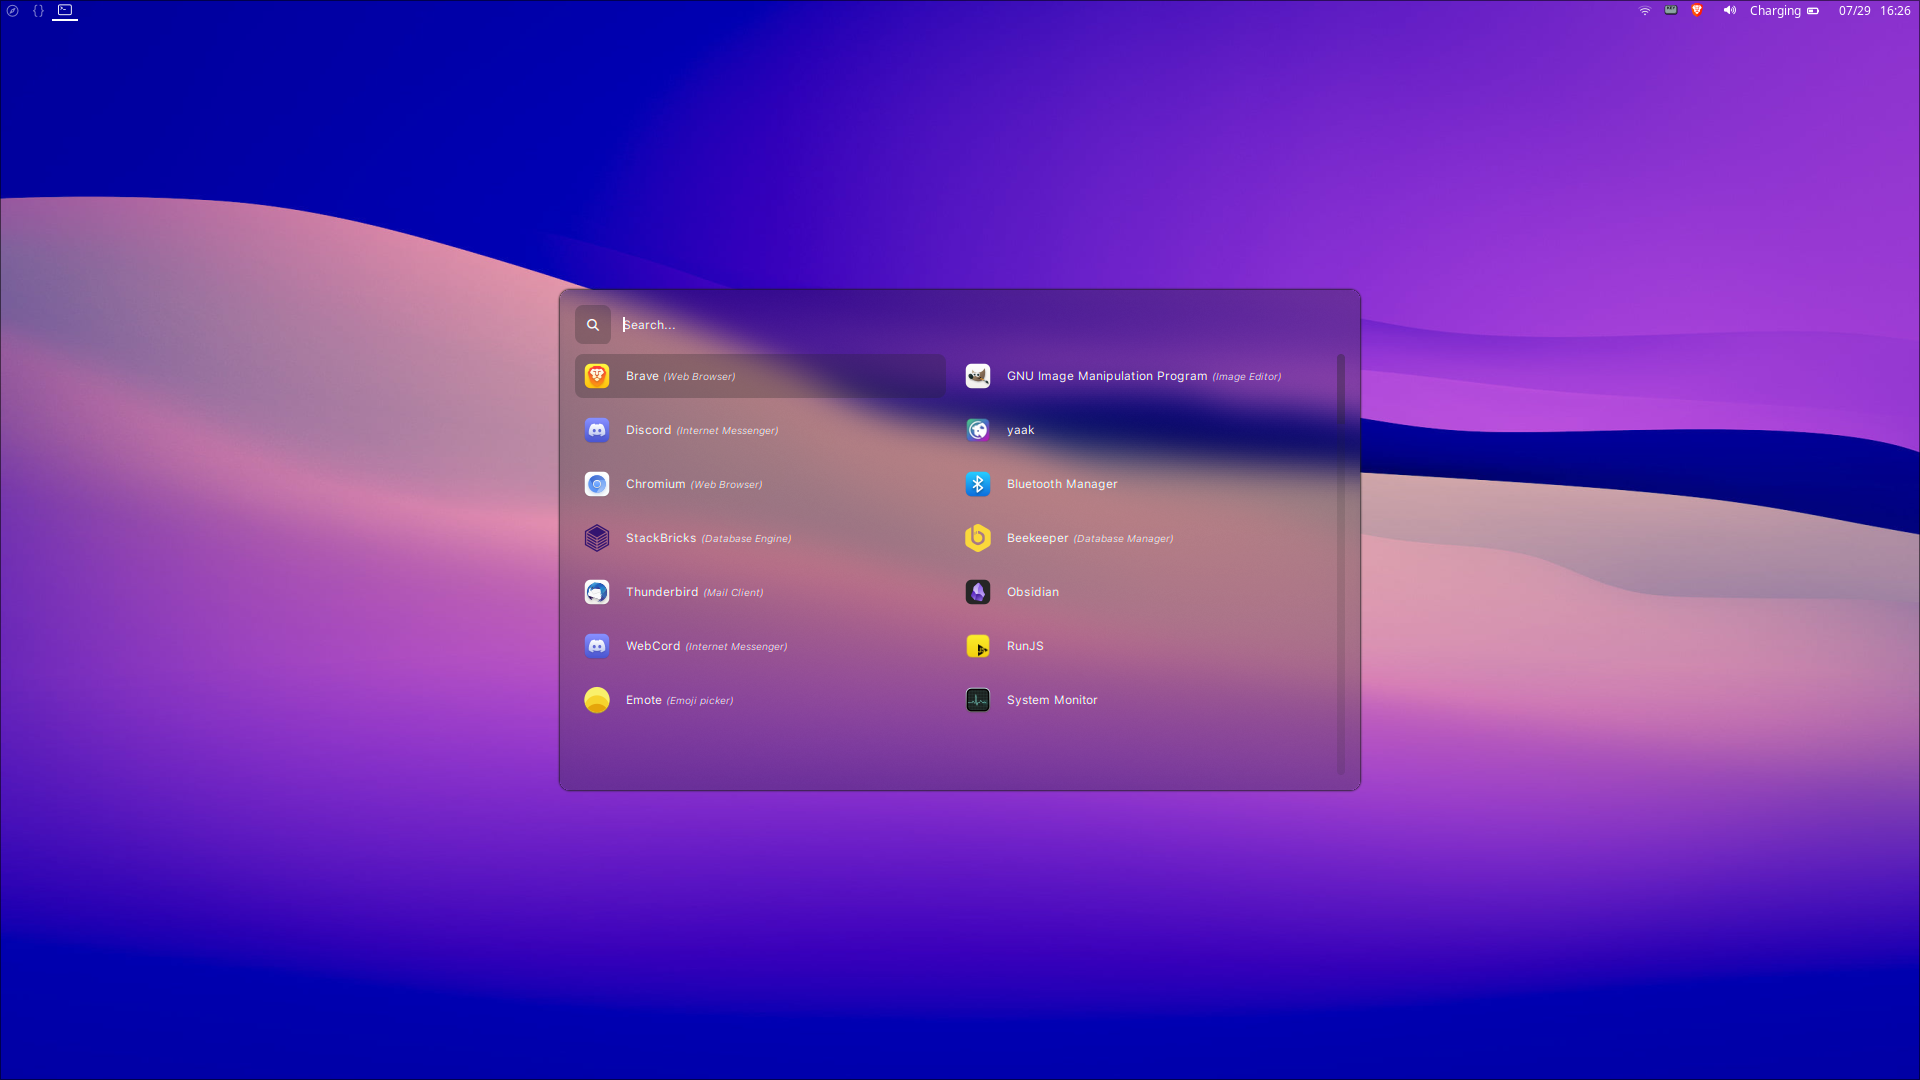 Charging 07/29 16:26
Search...
Brave (Web Browser)
GNU Image Manipulation Program (Image Editor)
Discord (Internet Messenger)
yaak
Chromium (Web Browser)
Bluetooth Manager
StackBricks (Database Engine)
Beekeeper (Database Manager)
Thunderbird (Mail Client)
Obsidian
WebCord (Internet Messenger)
RunJS
Emote (Emoji picker)
System Monitor